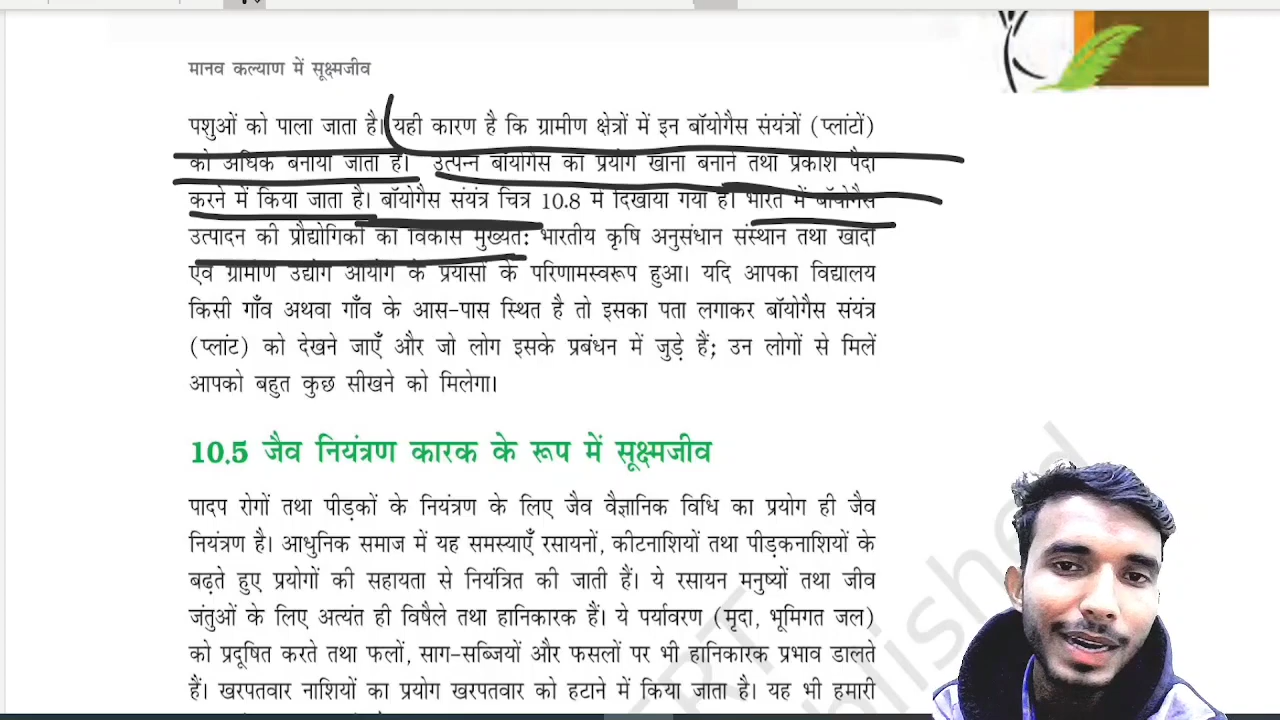 मानव कल्याण में सूक्ष्मजीव
पशुओं को पाला जाता है। यही कारण है कि ग्रामीण क्षेत्रों में इन बॉयोगैस संयंत्रों (प्लांटों)
को अधिक बनाया जाता है। उत्पन्न बॉयोगैस का प्रयोग खाना बनाने तथा प्रकाश पैदा
करने में किया जाता है। बॉयोगैस संयंत्र चित्र 10.8 में दिखाया गया है। भारत में बॉयोगैस
उत्पादन की प्रौद्योगिकी का विकास मुख्यत: भारतीय कृषि अनुसंधान संस्थान तथा खादी
एवं ग्रामीण उद्योग आयोग के प्रयासों के परिणामस्वरूप हुआ। यदि आपका विद्यालय
किसी गाँव अथवा गाँव के आस-पास स्थित है तो इसका पता लगाकर बॉयोगैस संयंत्र
(प्लांट) को देखने जाएँ और जो लोग इसके प्रबंधन में जुड़े हैं; उन लोगों से मिलें
आपको बहुत कुछ सीखने को मिलेगा।
10.5 जैव नियंत्रण कारक के रूप में सूक्ष्मजीव
पादप रोगों तथा पीड़कों के नियंत्रण के लिए जैव वैज्ञानिक विधि का प्रयोग ही जैव
नियंत्रण है। आधुनिक समाज में यह समस्याएँ रसायनों, कीटनाशियों तथा पीड़कनाशियों के
बढ़ते हुए प्रयोगों की सहायता से नियंत्रित की जाती हैं। ये रसायन मनुष्यों तथा जीव
जंतुओं के लिए अत्यंत ही विषैले तथा हानिकारक हैं। ये पर्यावरण (मृदा, भूमिगत जल)
को प्रदूषित करते तथा फलों, साग-सब्जियों और फसलों पर भी हानिकारक प्रभाव डालते
हैं। खरपतवार नाशियों का प्रयोग खरपतवार को हटाने में किया जाता है। यह भी हमारी